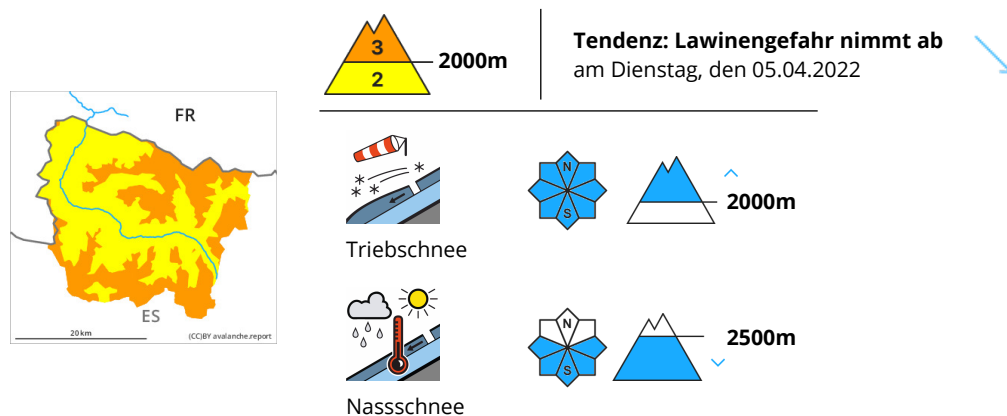 3
2
2000m
Tendenz: Lawinengefahr nimmt ab
am Dienstag, den 05.04.2022
FR
ES
20 km
(CC)BY avalanche.report
Triebschnee
N
S
2000m
Nassschnee
N
S
2500m